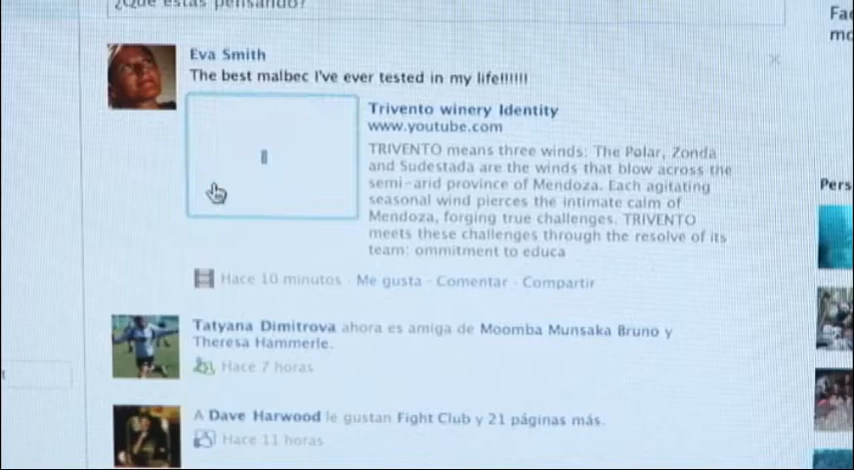 ¿Qué estás pensando?
Eva Smith
The best malbec I've ever tested in my life!!!!!!
Trivento winery Identity
www.youtube.com
TRIVENTO means three winds: The Polar, Zonda
and Sudestada are the winds that blow across the
semi-arid province of Mendoza. Each agitating
seasonal wind pierces the intimate calm of
Mendoza, forging true challenges. TRIVENTO
meets these challenges through the resolve of its
team: ommitment to educa
Hace 10 minutos · Me gusta · Comentar · Compartir
Tatyana Dimitrova ahora es amiga de Moomba Munsaka Bruno y
Theresa Hammerle.
Hace 7 horas
A Dave Harwood le gustan Fight Club y 21 páginas más.
Hace 11 horas
Pers